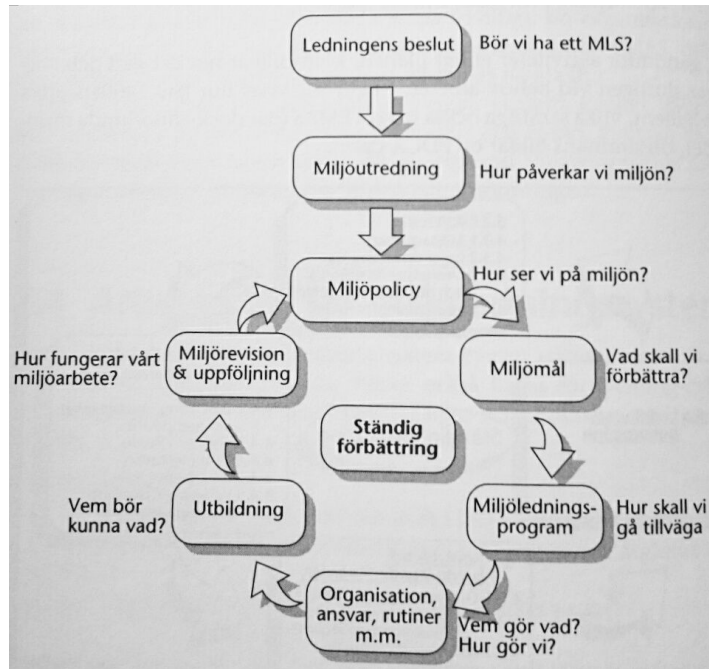 Ledningens beslut
Bör vi ha ett MLS?
Miljöutredning
Hur påverkar vi miljön?
Miljöpolicy
Hur ser vi på miljön?
Miljömål
Vad skall vi
förbättra?
Miljölednings-
program
Hur skall vi
gå tillväga
Organisation,
ansvar, rutiner
m.m.
Vem gör vad?
Hur gör vi?
Utbildning
Vem bör
kunna vad?
Miljörevision
& uppföljning
Hur fungerar vårt
miljöarbete?
Ständig
förbättring